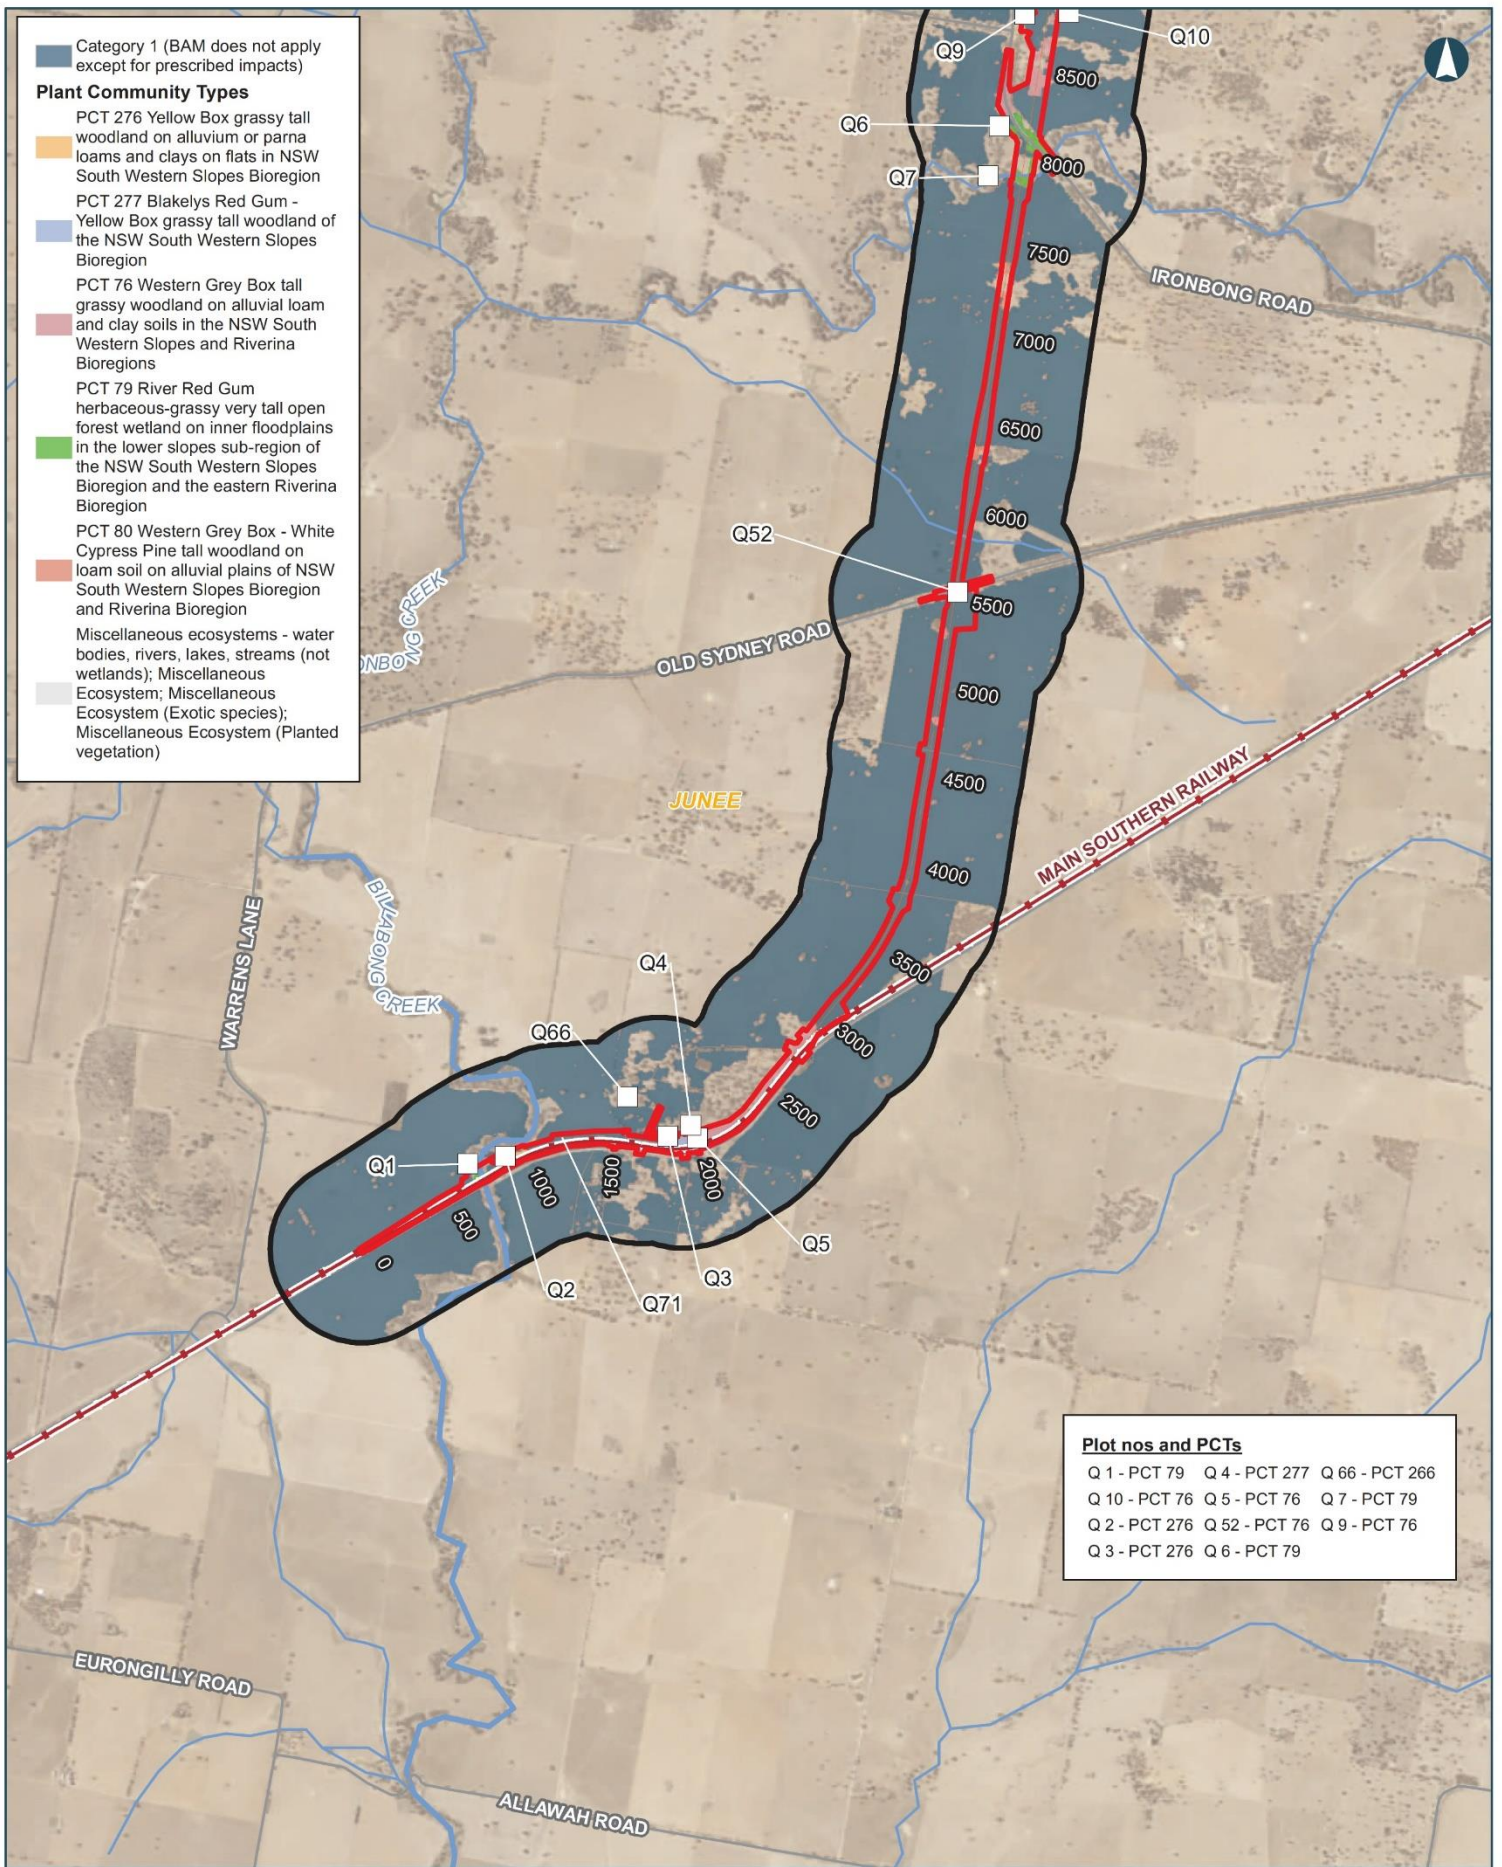 Category 1 (BAM does not apply
except for prescribed impacts)
Plant Community Types
PCT 276 Yellow Box grassy tall
woodland on alluvium or parna
loams and clays on flats in NSW
South Western Slopes Bioregion
PCT 277 Blakelys Red Gum -
Yellow Box grassy tall woodland of
the NSW South Western Slopes
Bioregion
PCT 76 Western Grey Box tall
grassy woodland on alluvial loam
and clay soils in the NSW South
Western Slopes and Riverina
Bioregions
PCT 79 River Red Gum
herbaceous-grassy very tall open
forest wetland on inner floodplains
in the lower slopes sub-region of
the NSW South Western Slopes
Bioregion and the eastern Riverina
Bioregion
PCT 80 Western Grey Box - White
Cypress Pine tall woodland on
loam soil on alluvial plains of NSW
South Western Slopes Bioregion
and Riverina Bioregion
Miscellaneous ecosystems - water
bodies, rivers, lakes, streams (not
wetlands); Miscellaneous
Ecosystem; Miscellaneous
Ecosystem (Exotic species);
Miscellaneous Ecosystem (Planted
vegetation)
Q9
Q10
8500
Q6
8000
Q7
7500
IRONBONG ROAD
7000
6500
6000
Q52
5500
ONBONG CREEK
OLD SYDNEY ROAD
5000
4500
JUNEE
MAIN SOUTHERN RAILWAY
4000
BILLABONG CREEK
WARRENS LANE
3500
Q4
Q66
3000
2500
Q1
1000
1500
2000
500
0
Q5
Q3
Q2
Q71
Plot nos and PCTs
Q 1 - PCT 79 Q 4 - PCT 277 Q 66 - PCT 266
Q 10 - PCT 76 Q 5 - PCT 76 Q 7 - PCT 79
Q 2 - PCT 276 Q 52 - PCT 76 Q 9 - PCT 76
Q 3 - PCT 276 Q 6 - PCT 79
EURONGILLY ROAD
ALLAWAH ROAD